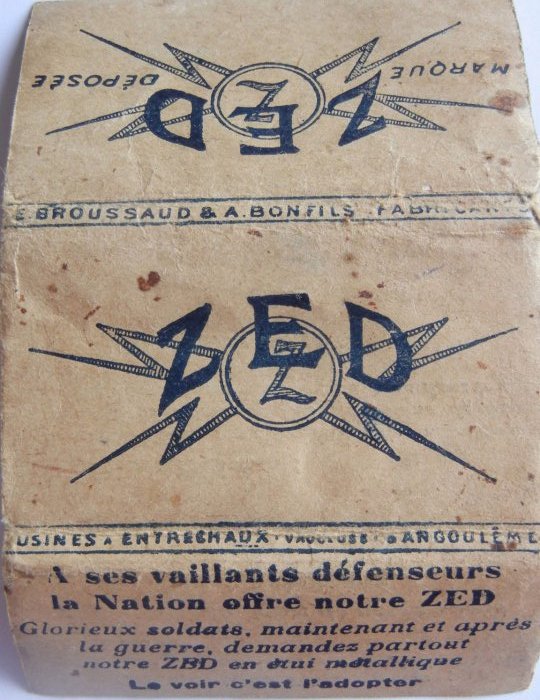 MARQUE DÉPOSÉE
ZED
Z
E. BROUSSAUD & A. BONFILS . FABRICANTS
ZED
Z
USINES A ENTRECHAUX · VAUCLUSE · & ANGOULÊME
A ses vaillants défenseurs
la Nation offre notre ZED
Glorieux soldats, maintenant et après
la guerre, demandez partout
notre ZED en étui métallique
Le voir c'est l'adopter